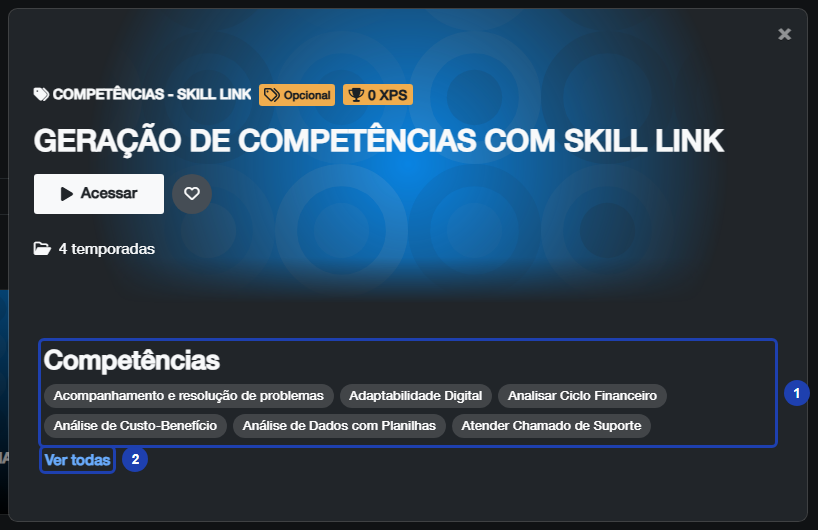 ×
COMPETÊNCIAS - SKILL LINK Opcional 0 XPS
GERAÇÃO DE COMPETÊNCIAS COM SKILL LINK
Acessar
4 temporadas
Competências
Acompanhamento e resolução de problemas Adaptabilidade Digital Analisar Ciclo Financeiro
1
Análise de Custo-Benefício Análise de Dados com Planilhas Atender Chamado de Suporte
Ver todas 2